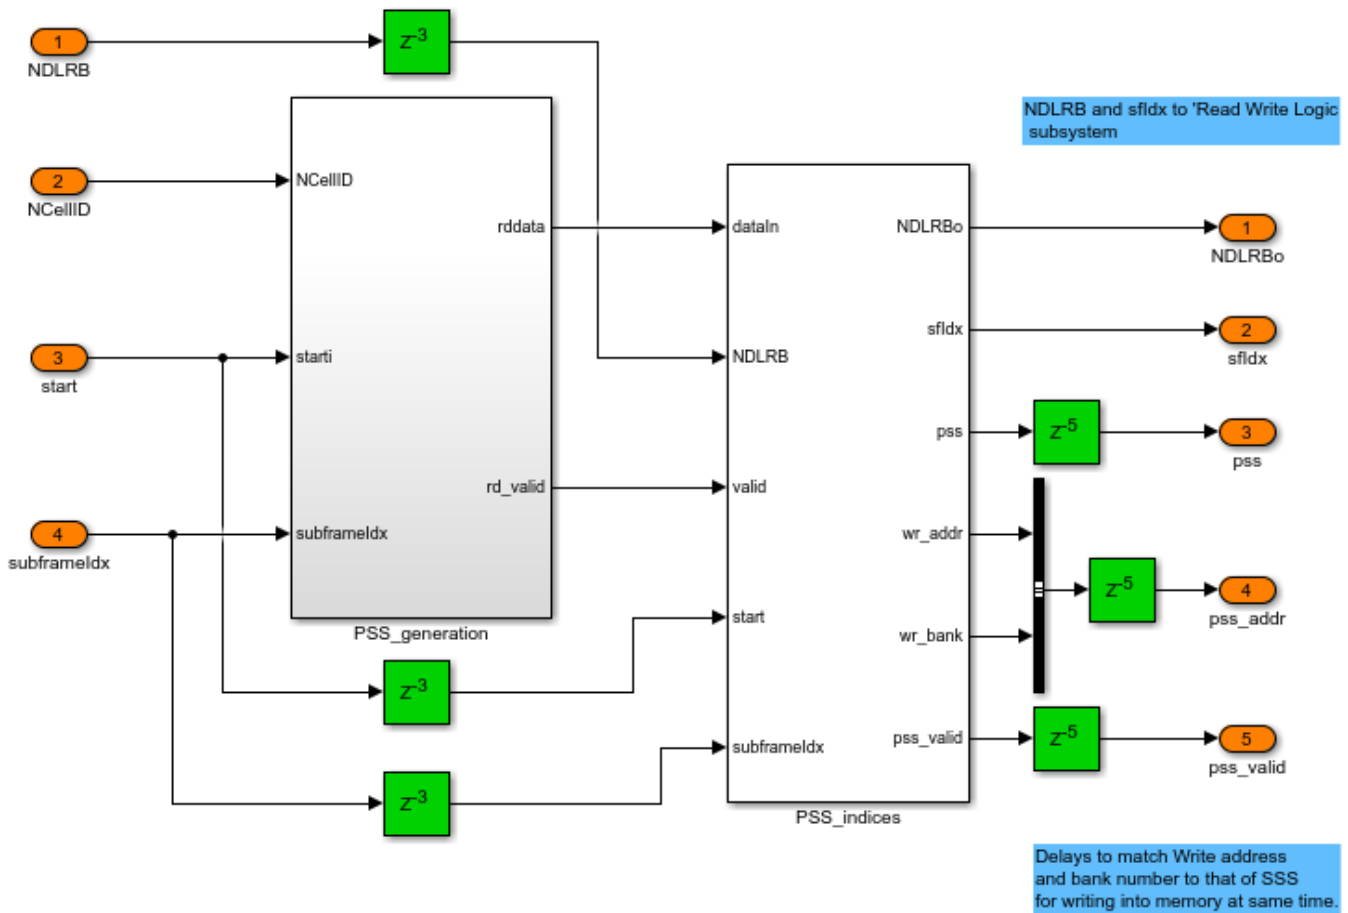 1
NDLRB
z-3
NDLRB and sfIdx to 'Read Write Logic
subsystem
2
NCellID
NCellID
rddata
dataIn
NDLRBo
1
NDLRBo
3
start
starti
NDLRB
sfIdx
2
sfIdx
pss
z-5
3
pss
rd_valid
valid
4
subframeIdx
subframeIdx
wr_addr
z-5
4
pss_addr
start
wr_bank
PSS_generation
z-3
subframeIdx
pss_valid
z-5
5
pss_valid
z-3
PSS_indices
Delays to match Write address
and bank number to that of SSS
for writing into memory at same time.